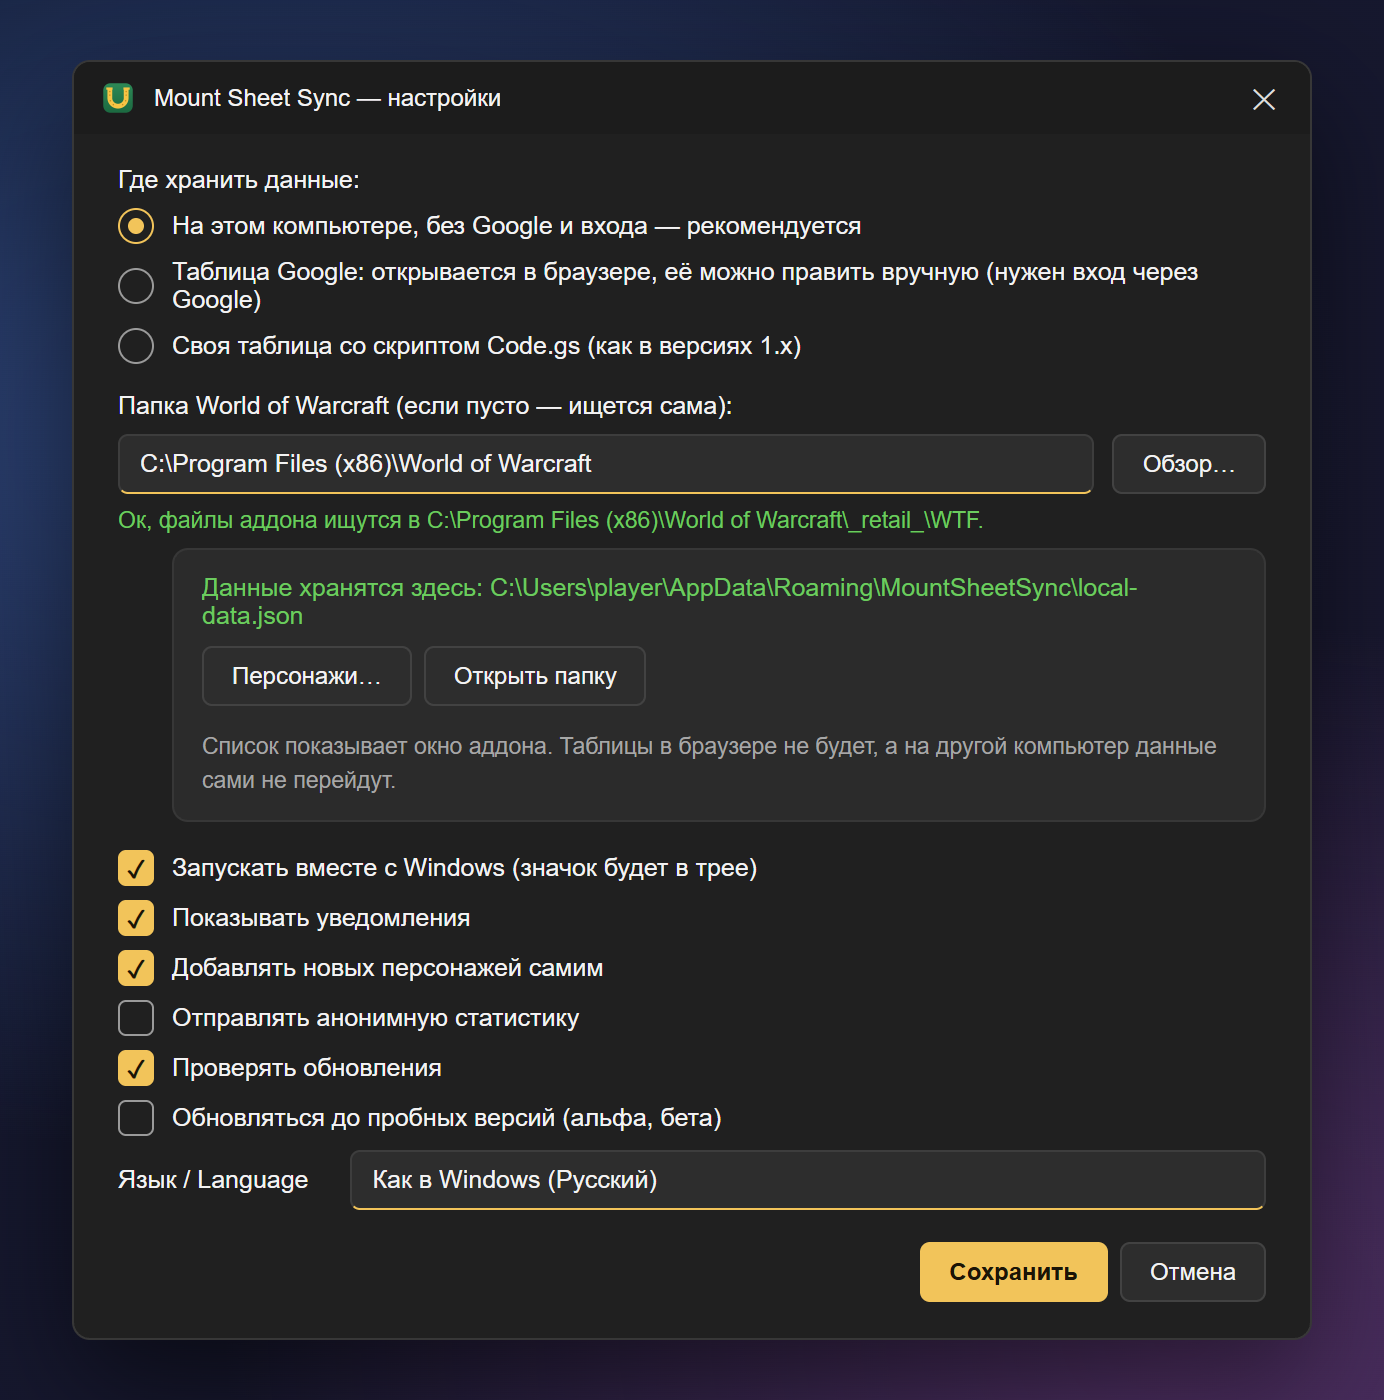 Mount Sheet Sync — настройки
Где хранить данные:
На этом компьютере, без Google и входа — рекомендуется
Таблица Google: открывается в браузере, её можно править вручную (нужен вход через
Google)
Своя таблица со скриптом Code.gs (как в версиях 1.x)
Папка World of Warcraft (если пусто — ищется сама):
C:\Program Files (x86)\World of Warcraft
Обзор…
Ок, файлы аддона ищутся в C:\Program Files (x86)\World of Warcraft\_retail_\WTF.
Данные хранятся здесь: C:\Users\player\AppData\Roaming\MountSheetSync\local-
data.json
Персонажи…
Открыть папку
Список показывает окно аддона. Таблицы в браузере не будет, а на другой компьютер данные
сами не перейдут.
Запускать вместе с Windows (значок будет в трее)
Показывать уведомления
Добавлять новых персонажей самим
Отправлять анонимную статистику
Проверять обновления
Обновляться до пробных версий (альфа, бета)
Язык / Language
Как в Windows (Русский)
Сохранить
Отмена